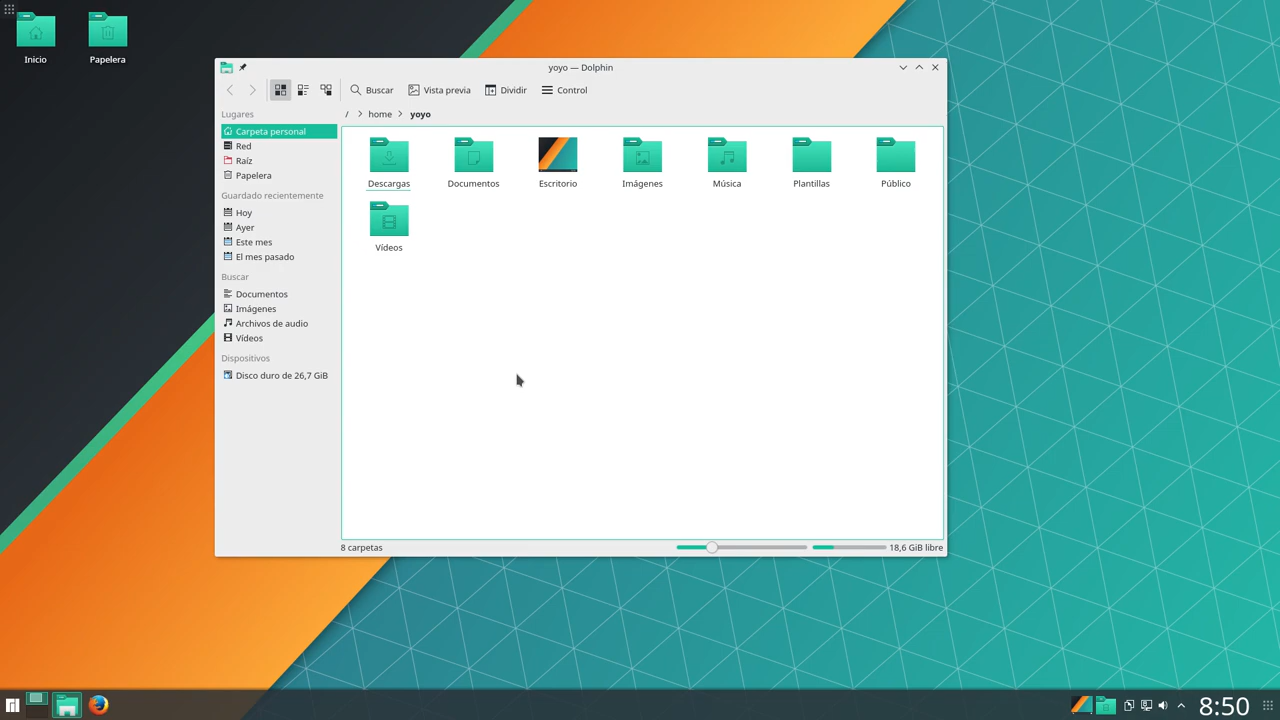 Inicio
Papelera
yoyo — Dolphin
Buscar Vista previa Dividir Control
/ > home > yoyo
Lugares
Carpeta personal
Red
Raíz
Papelera
Guardado recientemente
Hoy
Ayer
Este mes
El mes pasado
Buscar
Documentos
Imágenes
Archivos de audio
Vídeos
Dispositivos
Disco duro de 26,7 GiB
Descargas Documentos Escritorio Imágenes Música Plantillas Público
Vídeos
8 carpetas
18,6 GiB libre
8:50